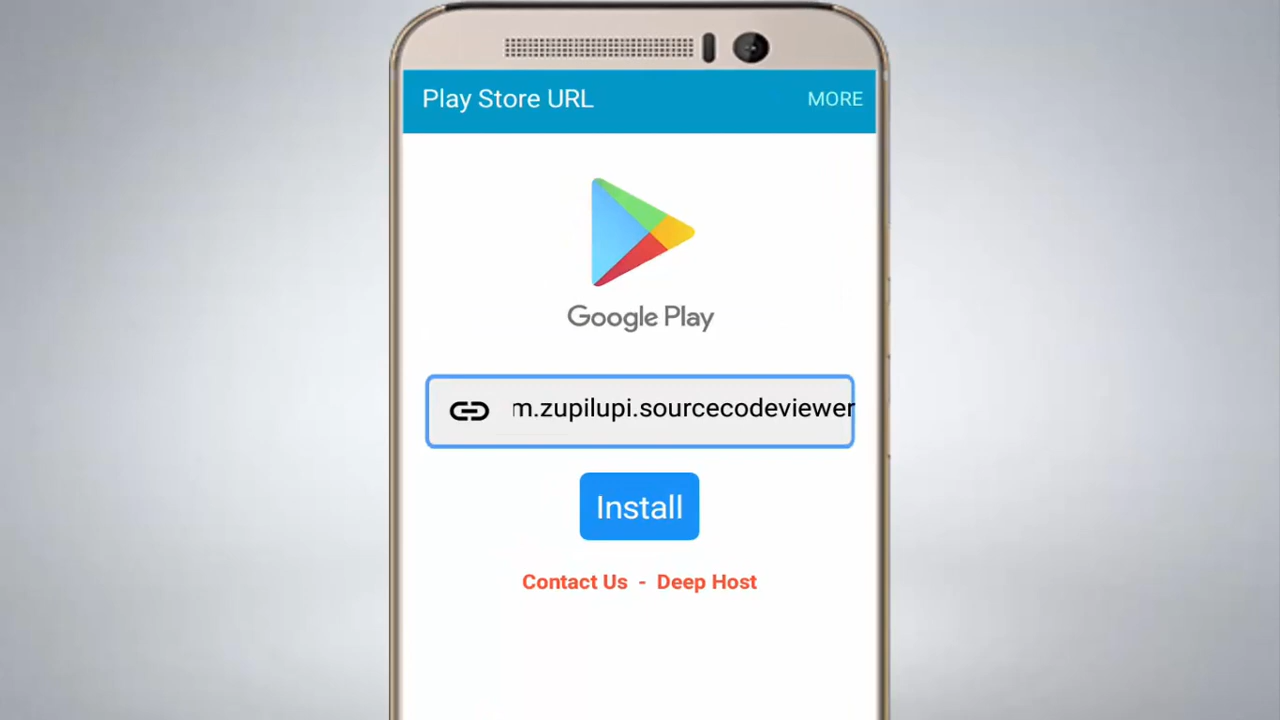 Play Store URL
MORE
Google Play
m.zupilupi.sourcecodeviewer
Install
Contact Us - Deep Host